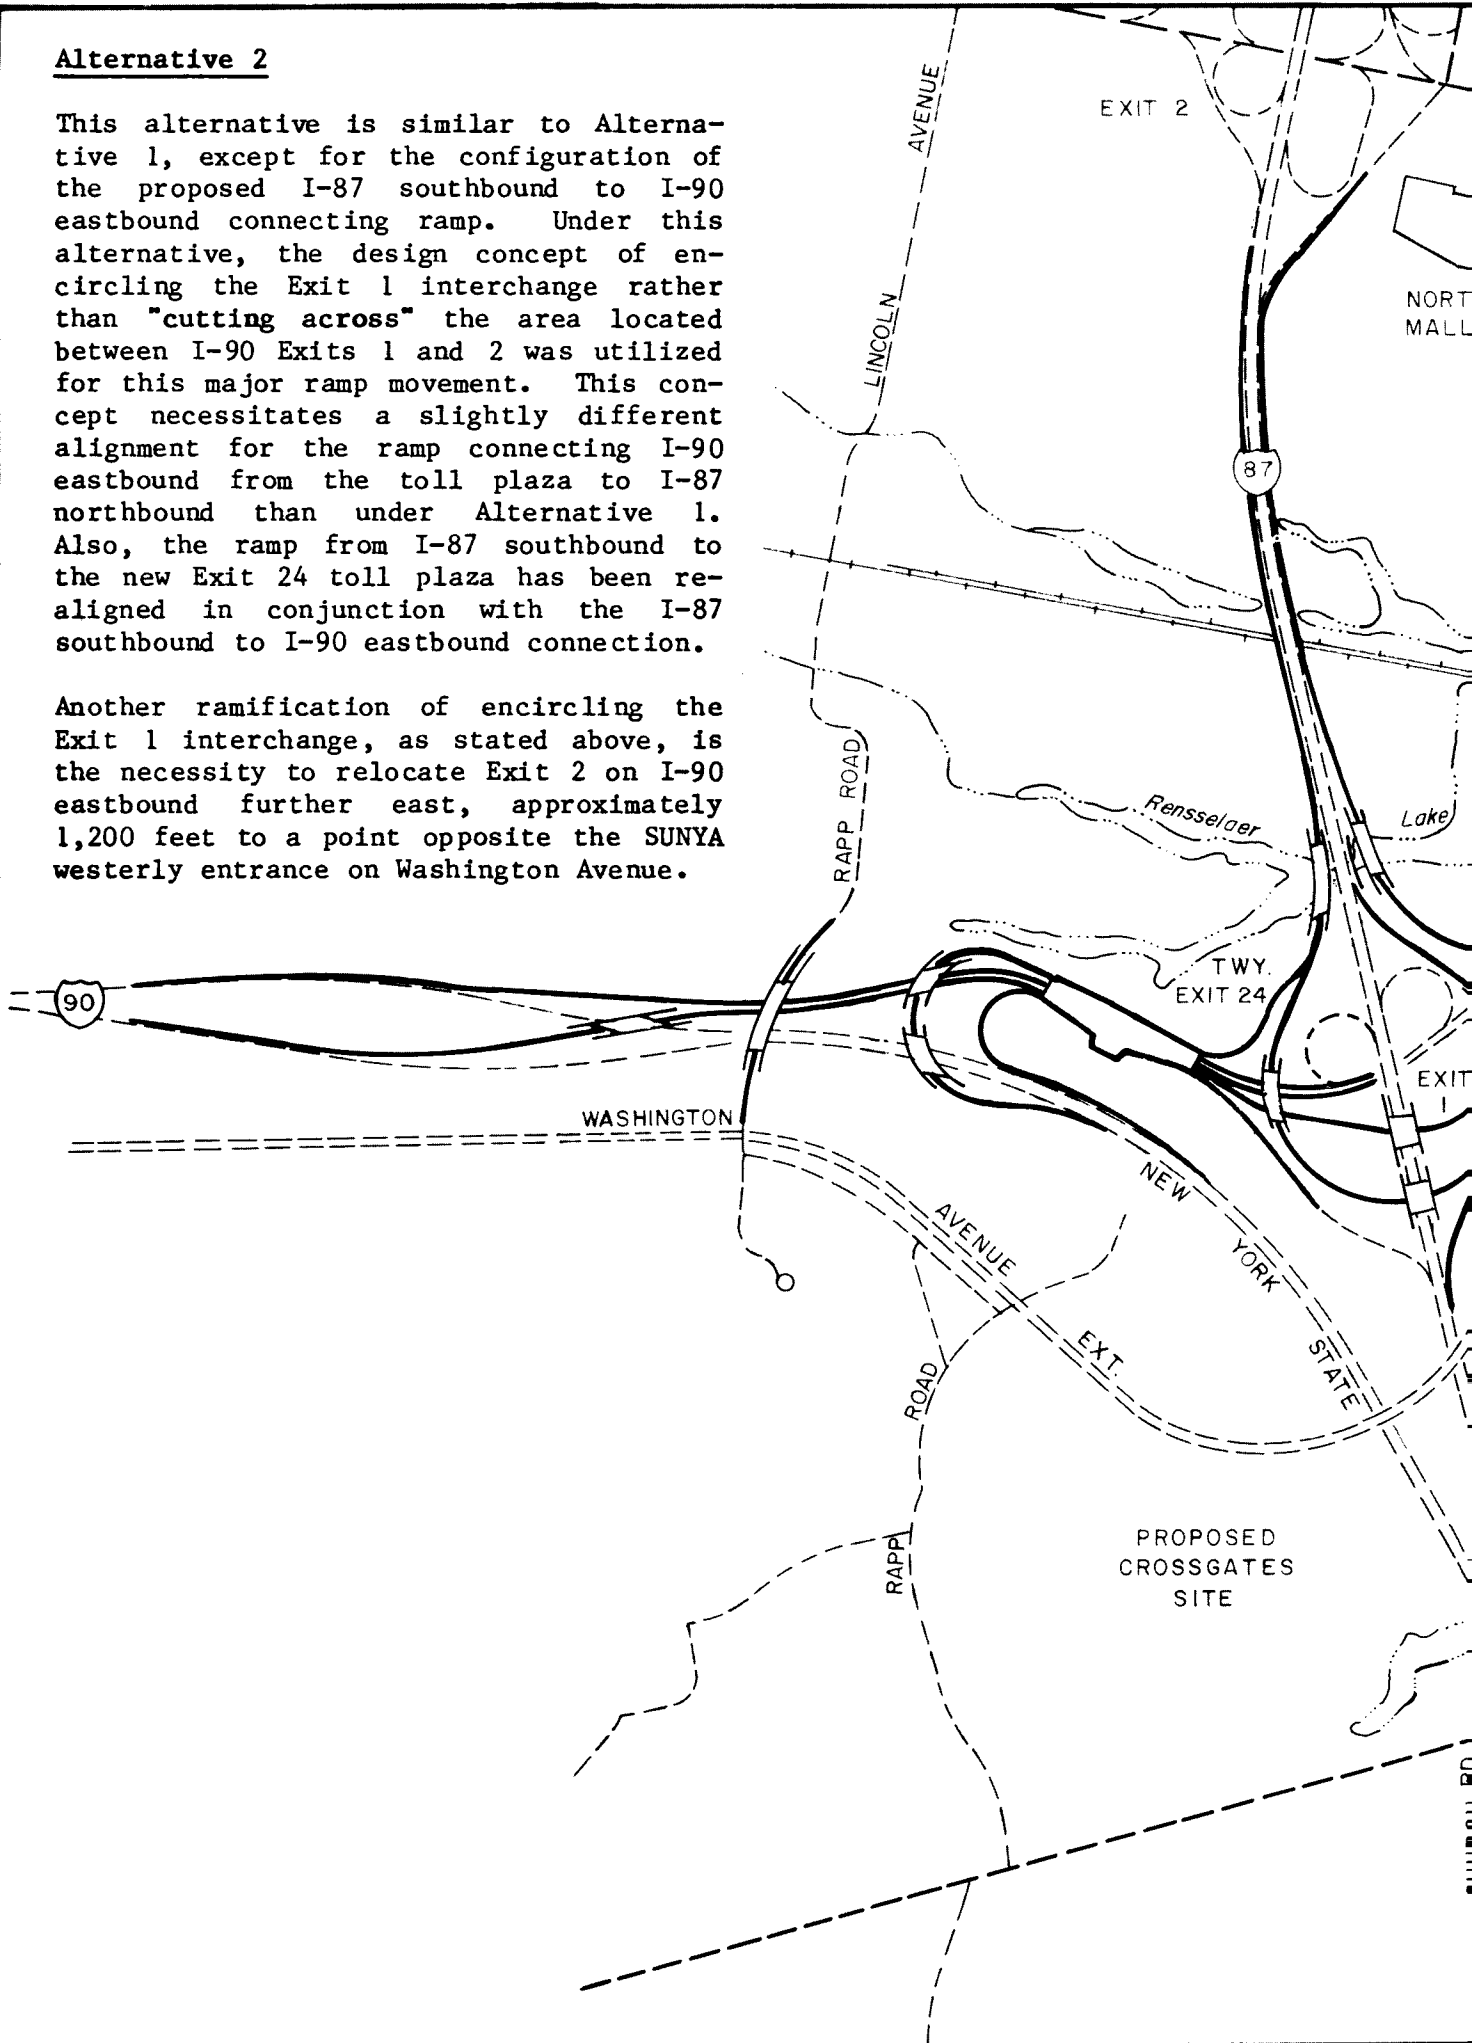 Alternative 2
This alternative is similar to Alterna-
tive 1, except for the configuration of
the proposed I-87 southbound to I-90
eastbound connecting ramp. Under this
alternative, the design concept of en-
circling the Exit 1 interchange rather
than "cutting across" the area located
between I-90 Exits 1 and 2 was utilized
for this major ramp movement. This con-
cept necessitates a slightly different
alignment for the ramp connecting I-90
eastbound from the toll plaza to I-87
northbound than under Alternative 1.
Also, the ramp from I-87 southbound to
the new Exit 24 toll plaza has been re-
aligned in conjunction with the I-87
southbound to I-90 eastbound connection.
Another ramification of encircling the
Exit 1 interchange, as stated above, is
the necessity to relocate Exit 2 on I-90
eastbound further east, approximately
1,200 feet to a point opposite the SUNYA
westerly entrance on Washington Avenue.
EXIT 2
LINCOLN AVENUE
NORT
MALL
87
RAPP ROAD
Rensselaer Lake
TWY.
EXIT 24
90
EXIT
1
WASHINGTON AVENUE EXT.
NEW YORK STATE
RAPP ROAD
PROPOSED
CROSSGATES
SITE
RD